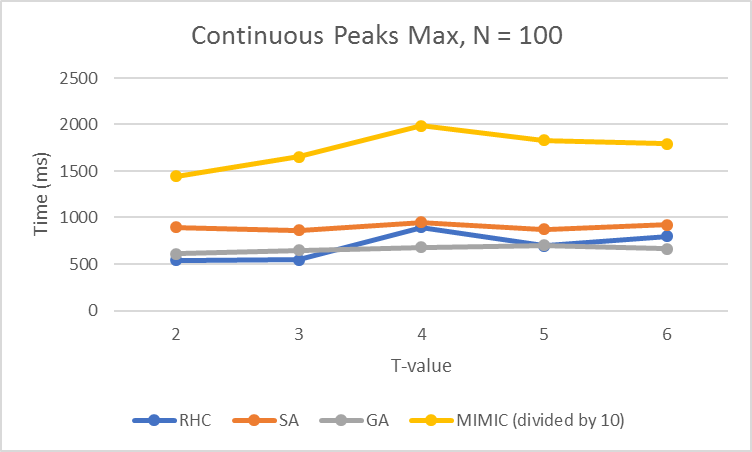 Continuous Peaks Max, N = 100
2500
2000
1500
1000
500
0
Time (ms)
2 3 4 5 6
T-value
RHC SA GA MIMIC (divided by 10)